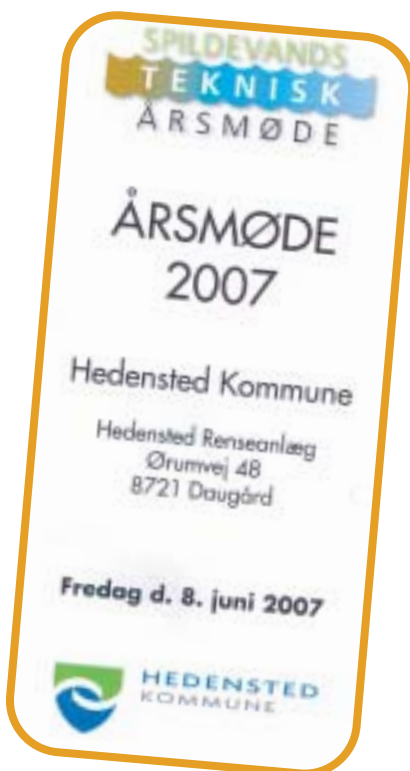 SPILDEVANDS
TEKNISK
ÅRSMØDE
ÅRSMØDE
2007
Hedensted Kommune
Hedensted Renseanlæg
Ørumvej 48
8721 Daugård
Fredag d. 8. juni 2007
HEDENSTED
KOMMUNE